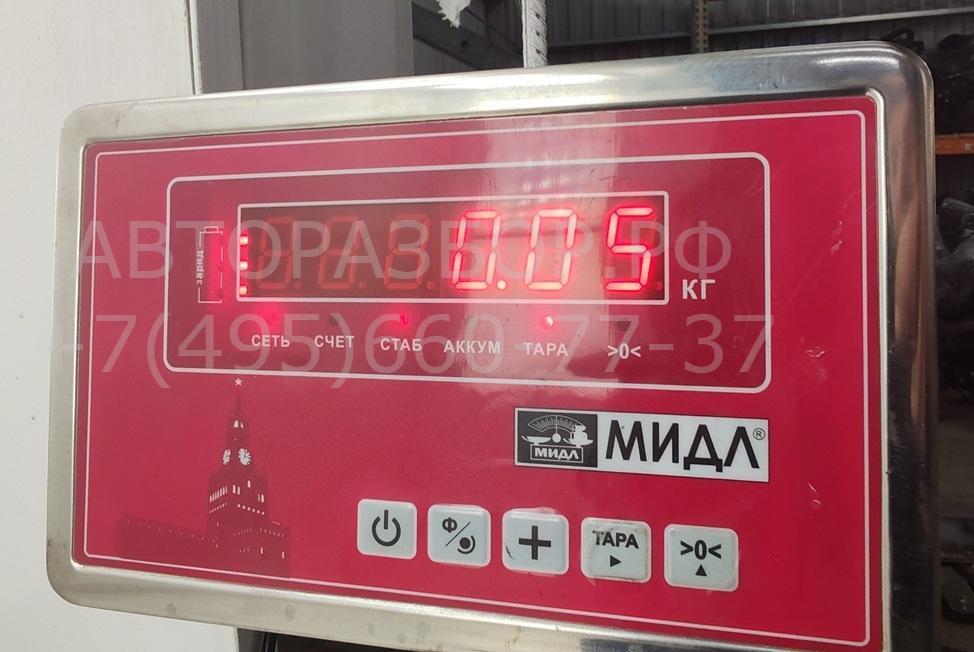 АВТОРАЗБОР.РФ
+7(495)660-77-37
заряд
0.05
КГ
СЕТЬ СЧЕТ СТАБ АККУМ ТАРА >0<
МИДЛ
МИДЛ®
Ф/
+
ТАРА
>0<